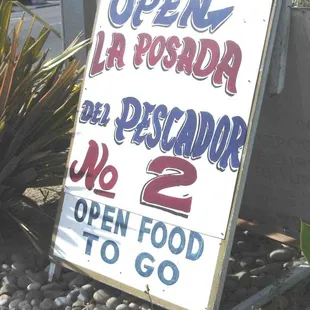 OPEN
LA POSADA
DEL PESCADOR
No 2
OPEN FOOD
TO GO